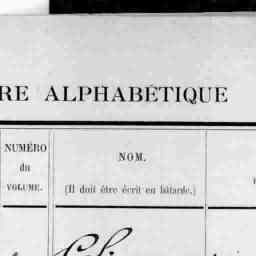 RE ALPHABÉTIQUE
NUMÉRO
du
VOLUME.
NOM.
(Il doit être écrit en bâtarde.)